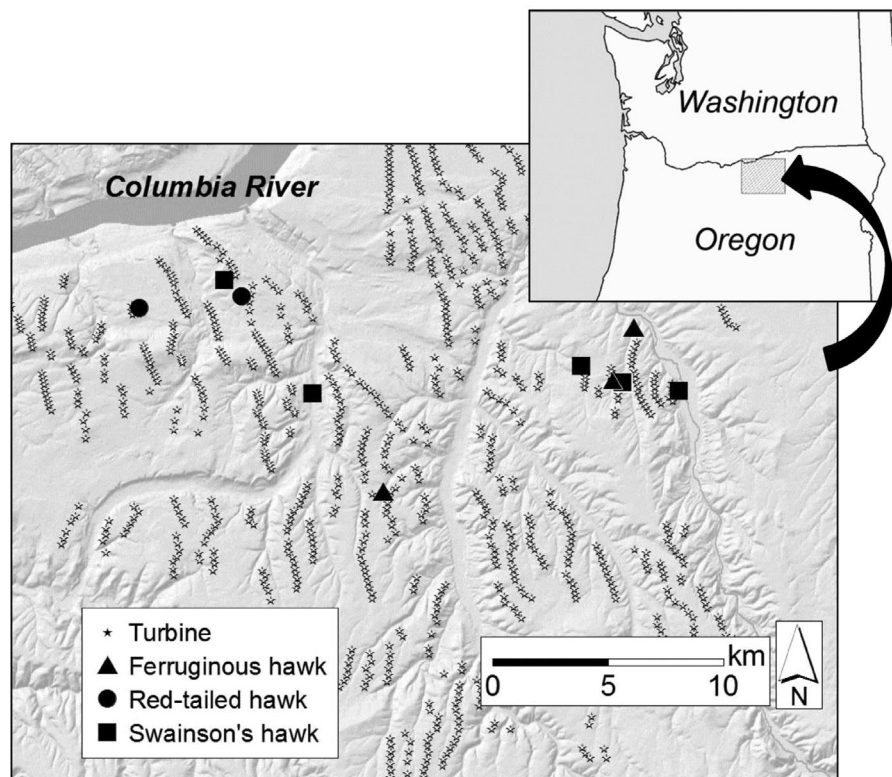 Washington
Oregon
Columbia River
Turbine
Ferruginous hawk
Red-tailed hawk
Swainson's hawk
km
0 5 10
N